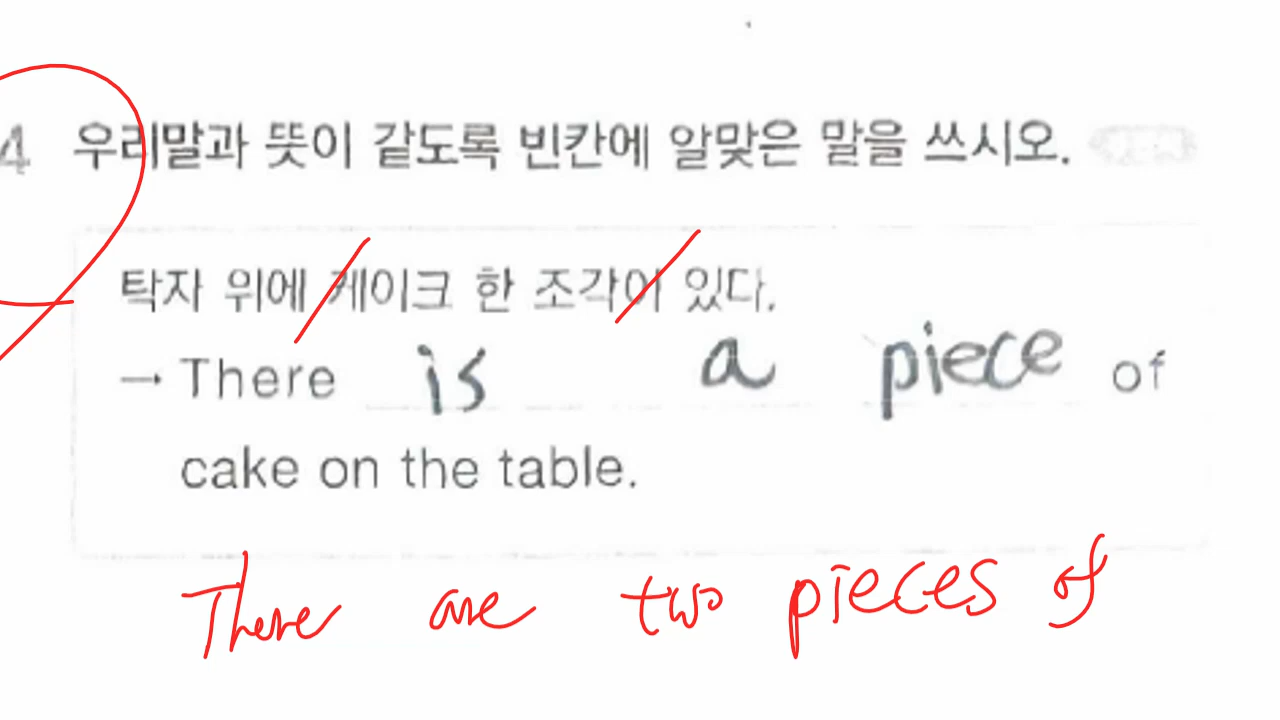 4 우리말과 뜻이 같도록 빈칸에 알맞은 말을 쓰시오.
탁자 위에 케이크 한 조각이 있다.
→ There is a piece of
cake on the table.
There are two pieces of